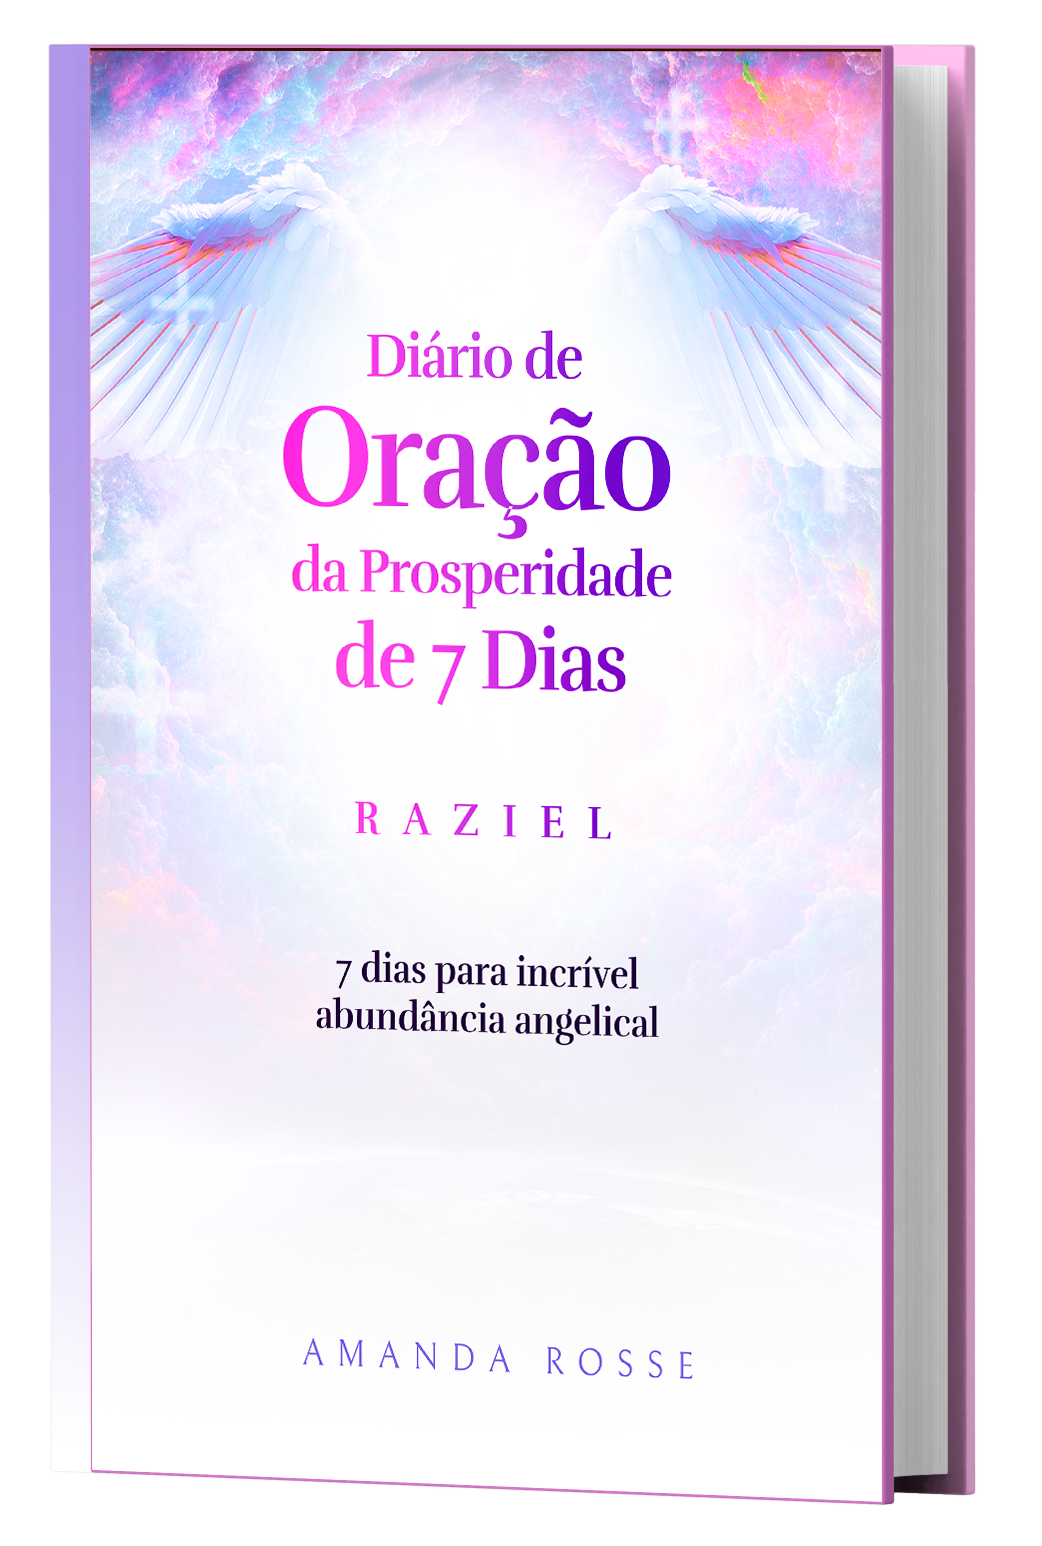 Diário de
Oração
da Prosperidade
de 7 Dias
RAZIEL
7 dias para incrível
abundância angelical
AMANDA ROSSE